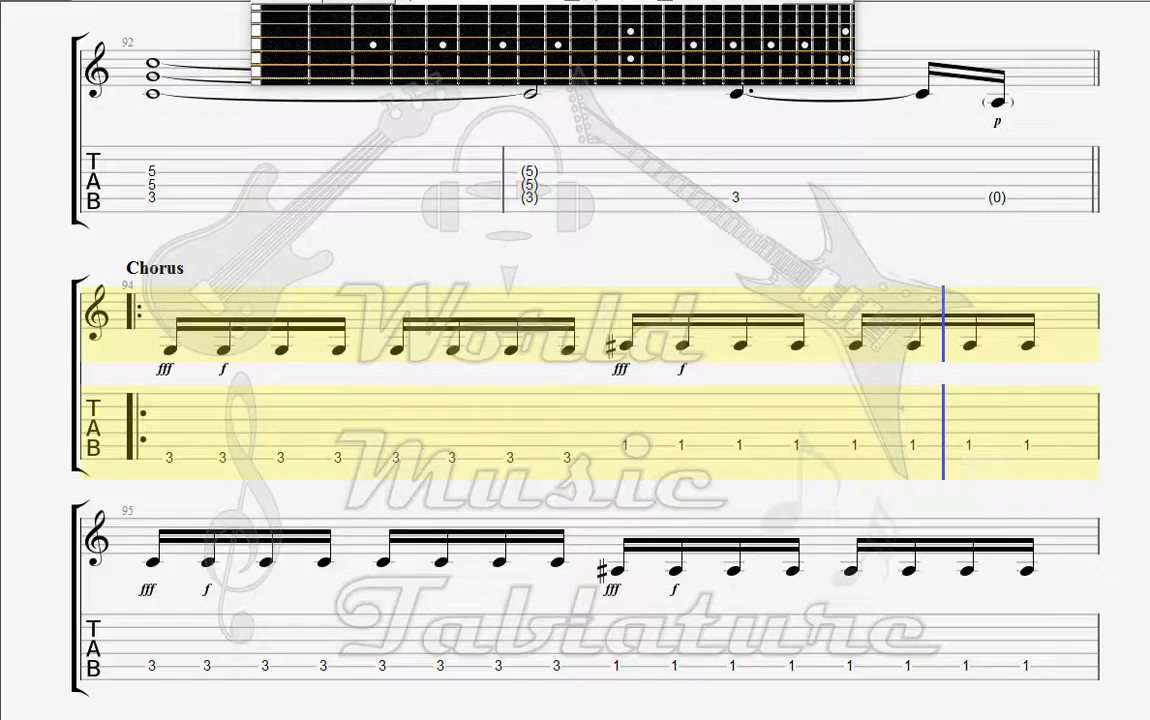 92
T
A
B
5
5
3
(5)
(5)
(3)
3
(0)
p
Chorus
94
fff f fff f
T
A
B
3 3 3 3 3 3 3 3 1 1 1 1 1 1 1 1
World
Music
95
fff f fff f
Tablature
T
A
B
3 3 3 3 3 3 3 3 1 1 1 1 1 1 1 1